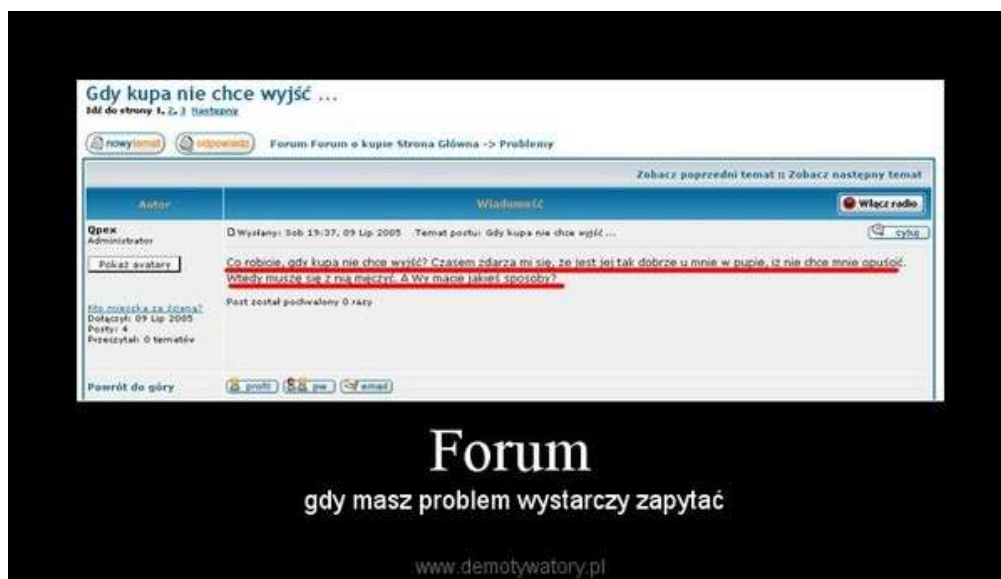 Gdy kupa nie chce wyjść ...
Idź do strony 1, 2, 3 Następny
nowy temat odpowiedz Forum Forum o kupie Strona Główna -> Problemy
Zobacz poprzedni temat :: Zobacz następny temat
Autor Wiadomość Włącz radio
Qpex
Administrator
Wysłany: Sob 19:37, 09 Lip 2005 Temat postu: Gdy kupa nie chce wyjść ... cytuj
Pokaż avatary
Co robicie, gdy kupa nie chce wyjść? Czasem zdarza mi się, że jest jej tak dobrze u mnie w pupie, iż nie chce mnie opuścić.
Wtedy muszę się z nią męczyć. A Wy macie jakieś sposoby?
Post został pochwalony 0 razy
Kto mieszka za ścianą?
Dołączył: 09 Lip 2005
Posty: 4
Przeczytał: 0 tematów
Powrót do góry profil pw email
Forum
gdy masz problem wystarczy zapytać
www.demotywatory.pl